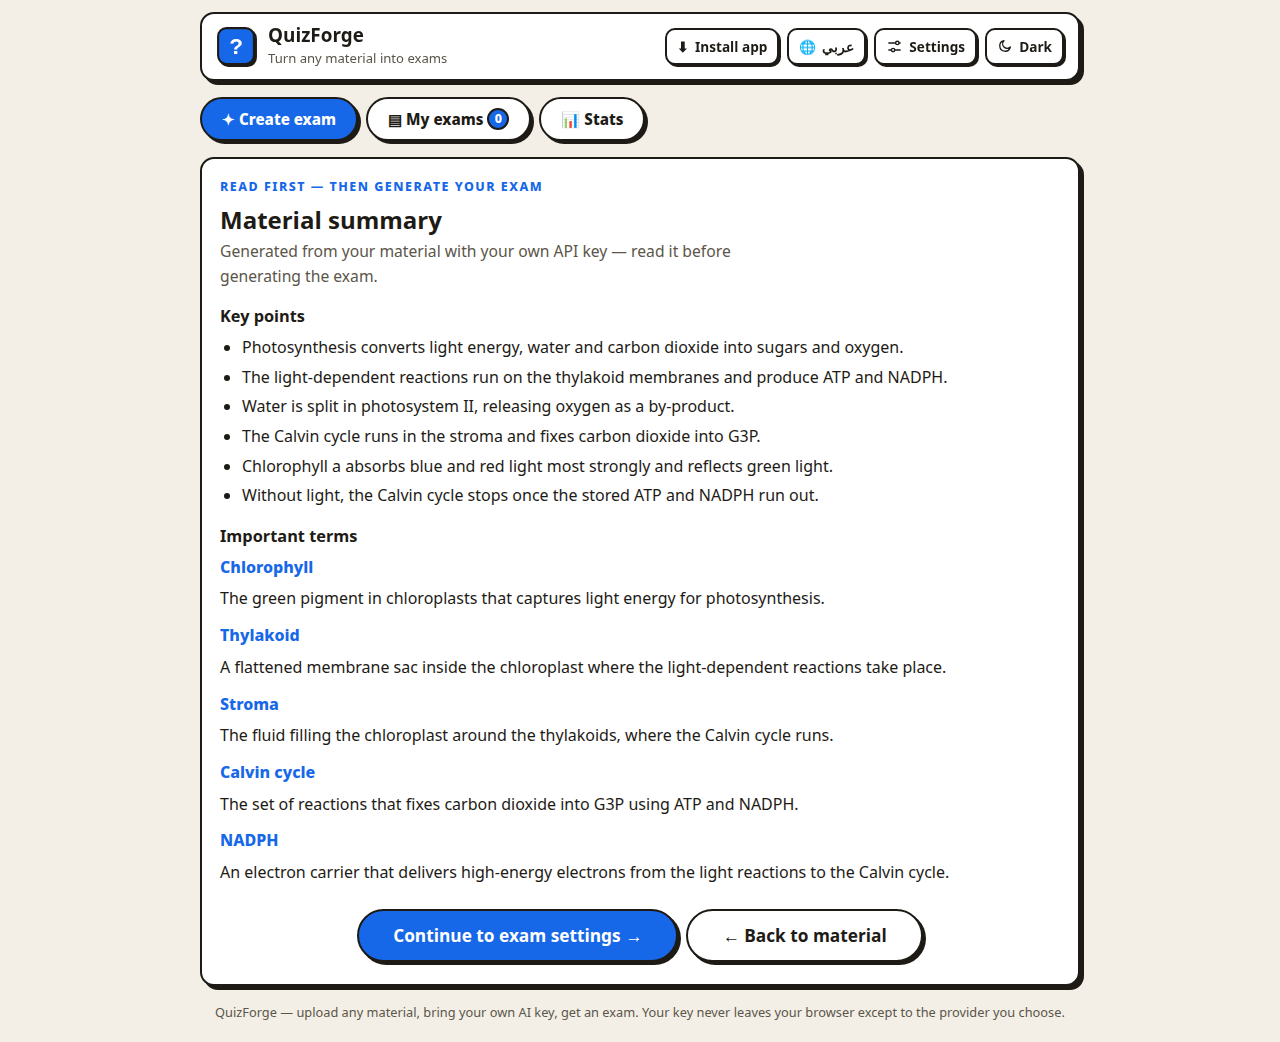 ?
QuizForge
Turn any material into exams
⬇ Install app
🌐 عربي
Settings
Dark
✦ Create exam
▤ My exams 0
📊 Stats
READ FIRST — THEN GENERATE YOUR EXAM
Material summary
Generated from your material with your own API key — read it before
generating the exam.
Key points
• Photosynthesis converts light energy, water and carbon dioxide into sugars and oxygen.
• The light-dependent reactions run on the thylakoid membranes and produce ATP and NADPH.
• Water is split in photosystem II, releasing oxygen as a by-product.
• The Calvin cycle runs in the stroma and fixes carbon dioxide into G3P.
• Chlorophyll a absorbs blue and red light most strongly and reflects green light.
• Without light, the Calvin cycle stops once the stored ATP and NADPH run out.
Important terms
Chlorophyll
The green pigment in chloroplasts that captures light energy for photosynthesis.
Thylakoid
A flattened membrane sac inside the chloroplast where the light-dependent reactions take place.
Stroma
The fluid filling the chloroplast around the thylakoids, where the Calvin cycle runs.
Calvin cycle
The set of reactions that fixes carbon dioxide into G3P using ATP and NADPH.
NADPH
An electron carrier that delivers high-energy electrons from the light reactions to the Calvin cycle.
Continue to exam settings →
← Back to material
QuizForge — upload any material, bring your own AI key, get an exam. Your key never leaves your browser except to the provider you choose.